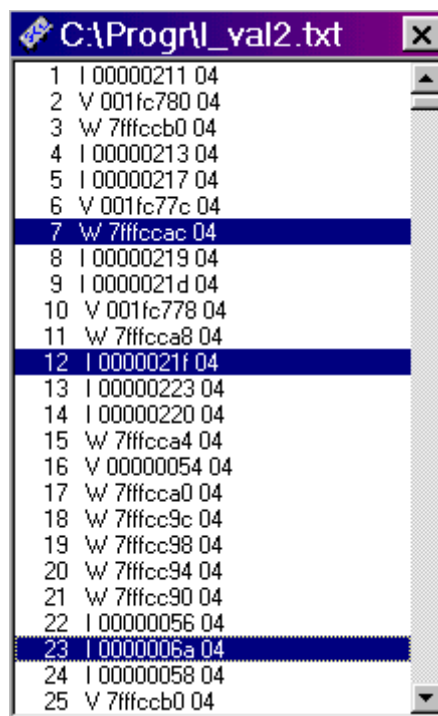 C:\Progr\I_val2.txt
1 I 00000211 04
2 V 001fc780 04
3 W 7fffccb0 04
4 I 00000213 04
5 I 00000217 04
6 V 001fc77c 04
7 W 7fffccac 04
8 I 00000219 04
9 I 0000021d 04
10 V 001fc778 04
11 W 7fffcca8 04
12 I 0000021f 04
13 I 00000223 04
14 I 00000220 04
15 W 7fffcca4 04
16 V 00000054 04
17 W 7fffcca0 04
18 W 7fffcc9c 04
19 W 7fffcc98 04
20 W 7fffcc94 04
21 W 7fffcc90 04
22 I 00000056 04
23 I 0000006a 04
24 I 00000058 04
25 V 7fffccb0 04